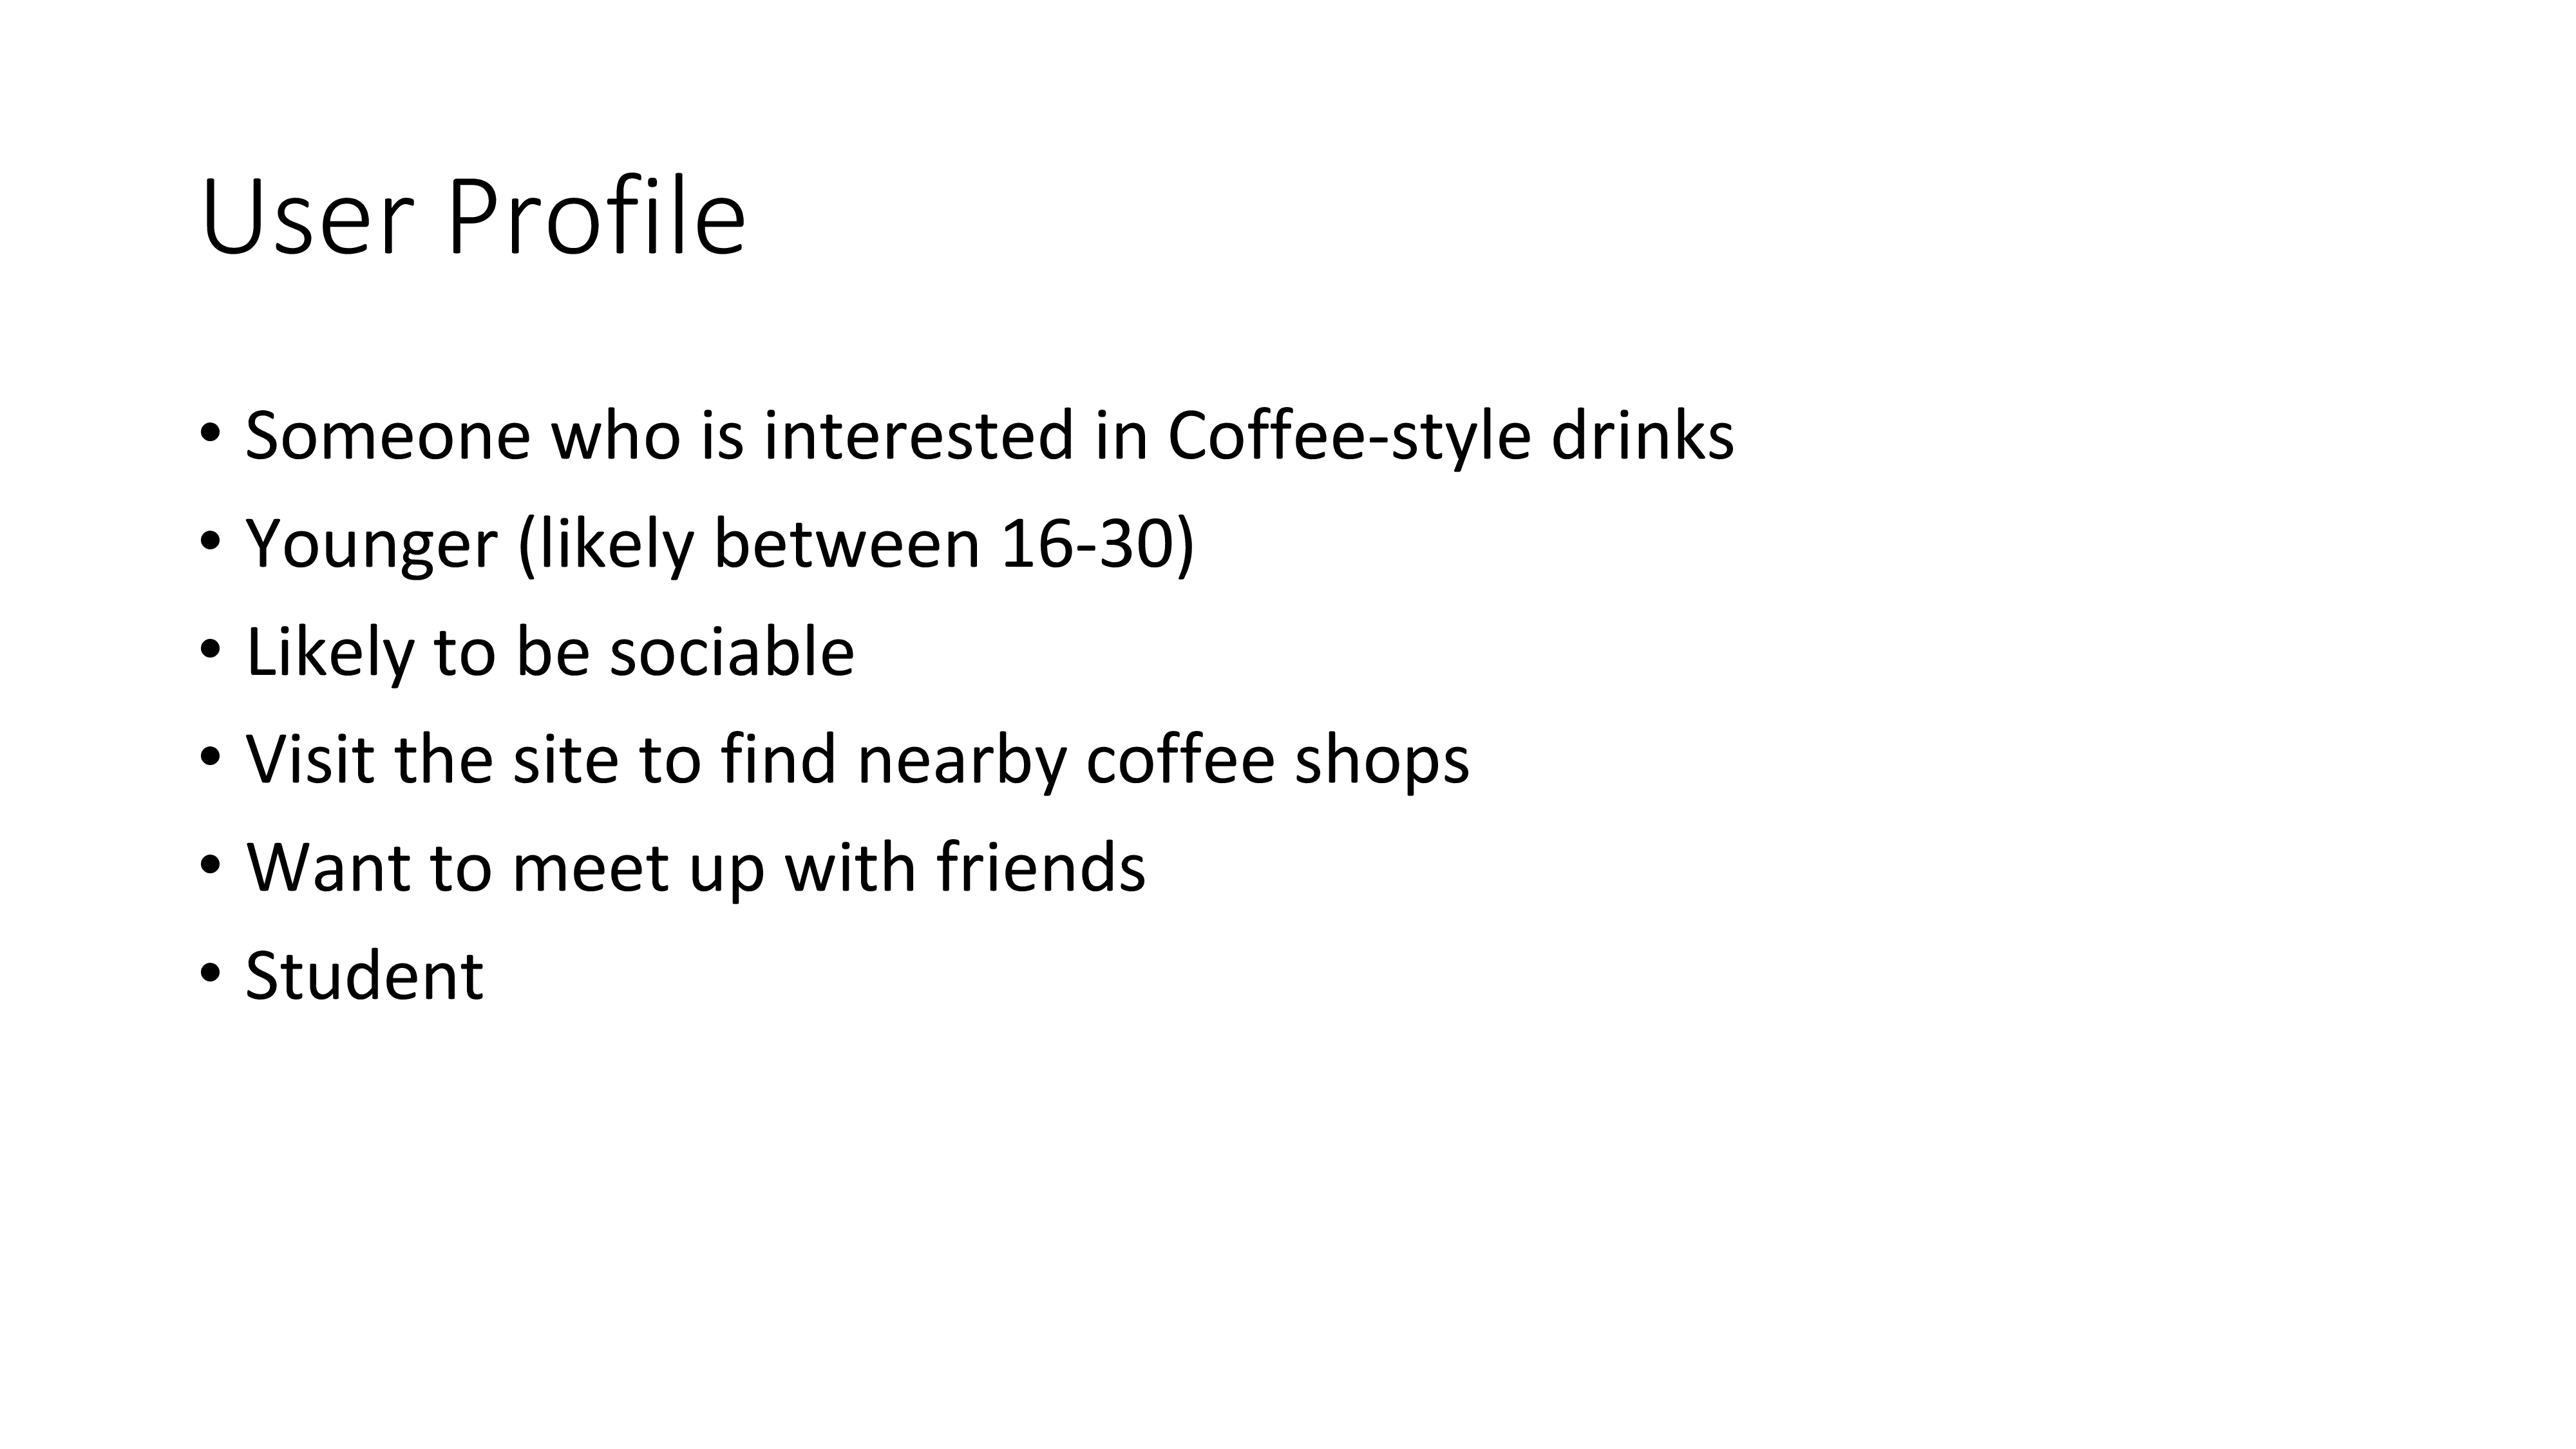 User Profile
• Someone who is interested in Coffee-style drinks
• Younger (likely between 16-30)
• Likely to be sociable
• Visit the site to find nearby coffee shops
• Want to meet up with friends
• Student